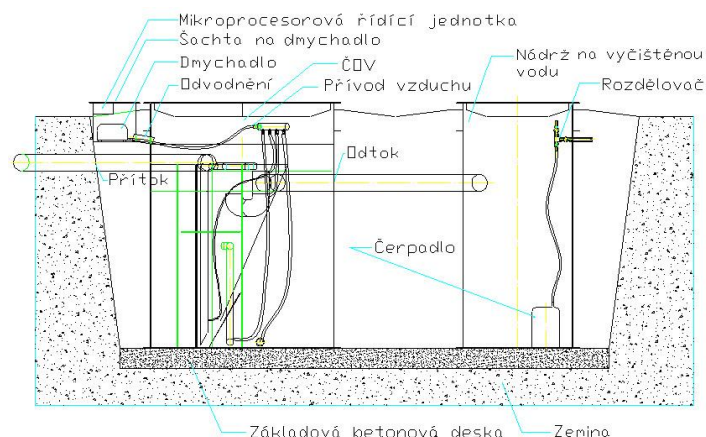 Mikroprocesorová řídící jednotka
Šachta na dmychadlo
Dmychadlo
Odvodnění
ČOV
Přívod vzduchu
Nádrž na vyčištěnou
vodu
Rozdělovač
Přítok
Odtok
Čerpadlo
Základová betonová deska
Zemina